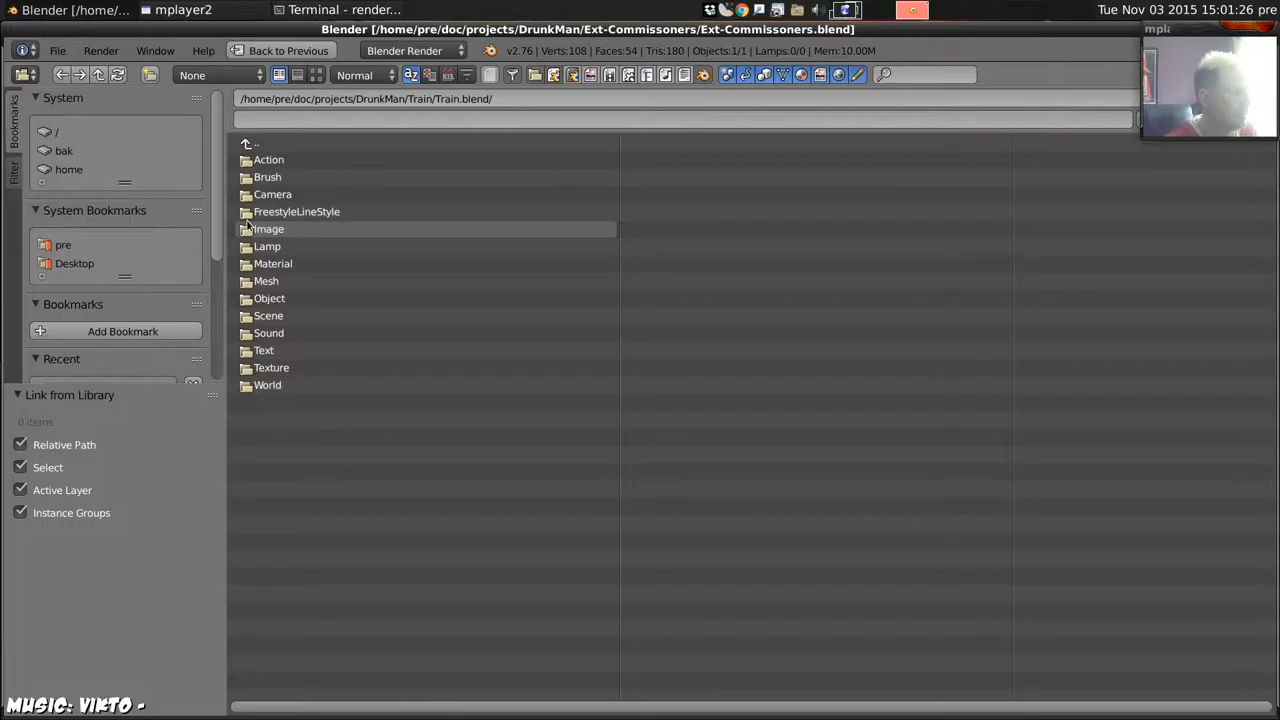 Blender [/home/... mplayer2 Terminal - render... Tue Nov 03 2015 15:01:26 pre
Blender [/home/pre/doc/projects/DrunkMan/Ext-Commissoners/Ext-Commissoners.blend]
File Render Window Help Back to Previous Blender Render v2.76 | Verts:108 | Faces:54 | Tris:180 | Objects:1/1 | Lamps:0/0 | Mem:10.00M
None Normal
Bookmarks
Filter
System
/
bak
home
System Bookmarks
pre
Desktop
Bookmarks
Add Bookmark
Recent
Link from Library
0 items
Relative Path
Select
Active Layer
Instance Groups
/home/pre/doc/projects/DrunkMan/Train/Train.blend/
..
Action
Brush
Camera
FreestyleLineStyle
Image
Lamp
Material
Mesh
Object
Scene
Sound
Text
Texture
World
MUSIC: VIKTO -